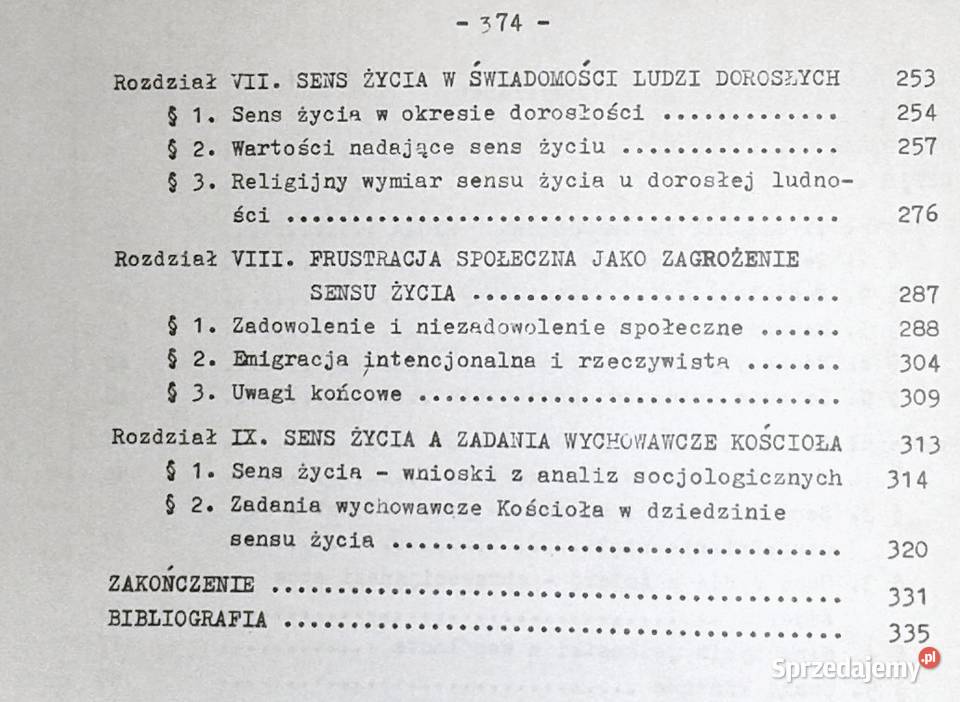 - 374 -
Rozdział VII. SENS ŻYCIA W ŚWIADOMOŚCI LUDZI DOROSŁYCH 253
§ 1. Sens życia w okresie dorosłości ............. 254
§ 2. Wartości nadające sens życiu ................ 257
§ 3. Religijny wymiar sensu życia u dorosłej ludno-
ści ......................................... 276
Rozdział VIII. FRUSTRACJA SPOŁECZNA JAKO ZAGROŻENIE
SENSU ŻYCIA ............................ 287
§ 1. Zadowolenie i niezadowolenie społeczne ...... 288
§ 2. Emigracja intencjonalna i rzeczywista ....... 304
§ 3. Uwagi końcowe ............................... 309
Rozdział IX. SENS ŻYCIA A ZADANIA WYCHOWAWCZE KOŚCIOŁA 313
§ 1. Sens życia - wnioski z analiz socjologicznych 314
§ 2. Zadania wychowawcze Kościoła w dziedzinie
sensu życia .................................. 320
ZAKOŃCZENIE ........................................... 331
BIBLIOGRAFIA .......................................... 335
Sprzedajemy.pl